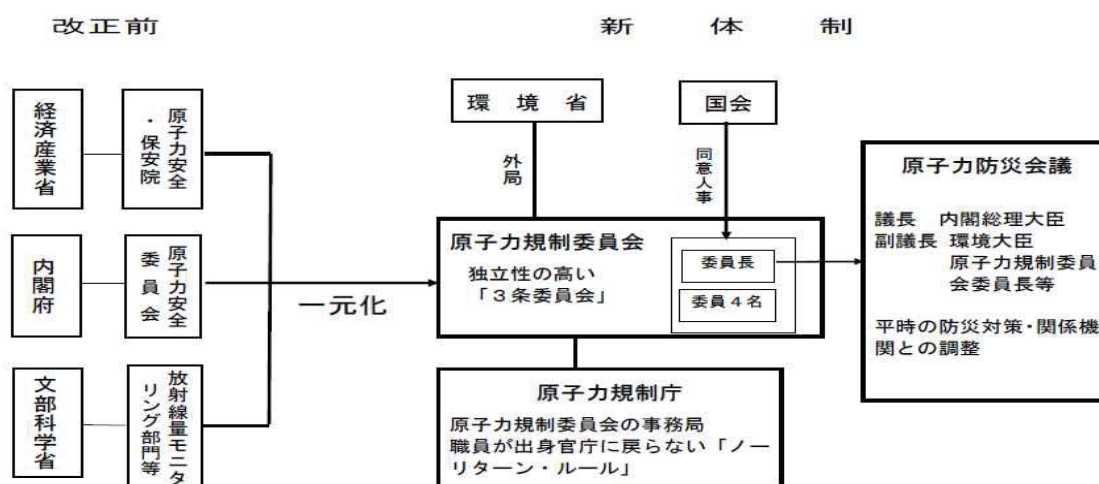 改正前
新体制
経済産業省
原子力安全
・保安院
内閣府
原子力安全
委員会
文部科学省
放射線量モニタ
リング部門等
一元化
環境省
国会
外局
同意人事
原子力規制委員会
独立性の高い
「3条委員会」
委員長
委員4名
原子力規制庁
原子力規制委員会の事務局
職員が出身官庁に戻らない「ノー
リターン・ルール」
原子力防災会議
議長 内閣総理大臣
副議長 環境大臣
原子力規制委員
会委員長等
平時の防災対策・関係機
関との調整